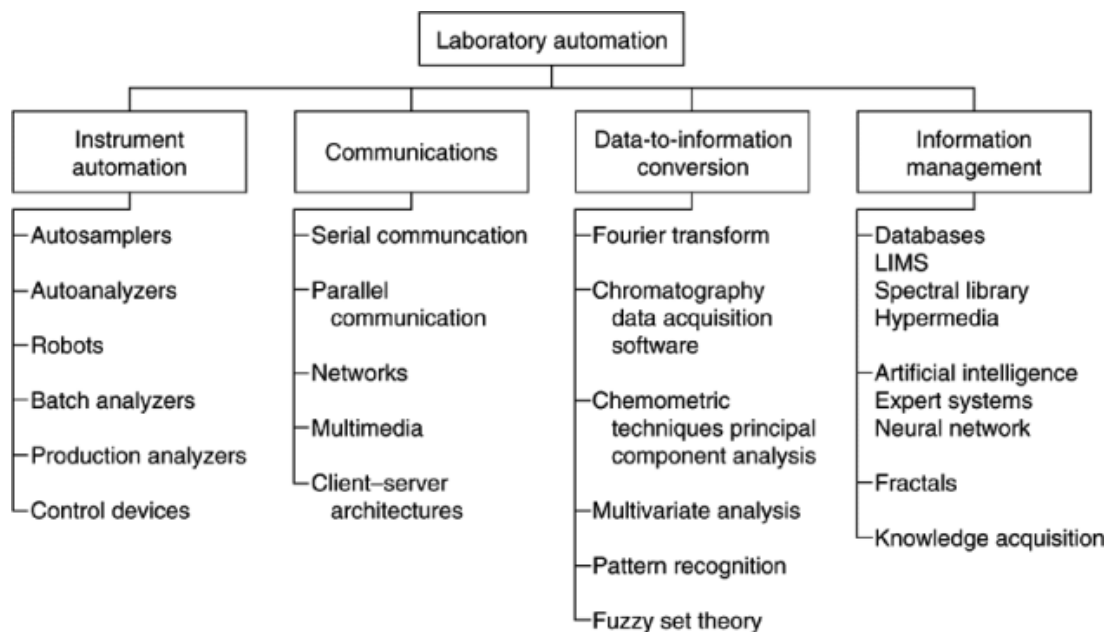 Laboratory automation
Instrument
automation
Communications
Data-to-information
conversion
Information
management
Autosamplers
Autoanalyzers
Robots
Batch analyzers
Production analyzers
Control devices
Serial communcation
Parallel
communication
Networks
Multimedia
Client–server
architectures
Fourier transform
Chromatography
data acquisition
software
Chemometric
techniques principal
component analysis
Multivariate analysis
Pattern recognition
Fuzzy set theory
Databases
LIMS
Spectral library
Hypermedia
Artificial intelligence
Expert systems
Neural network
Fractals
Knowledge acquisition